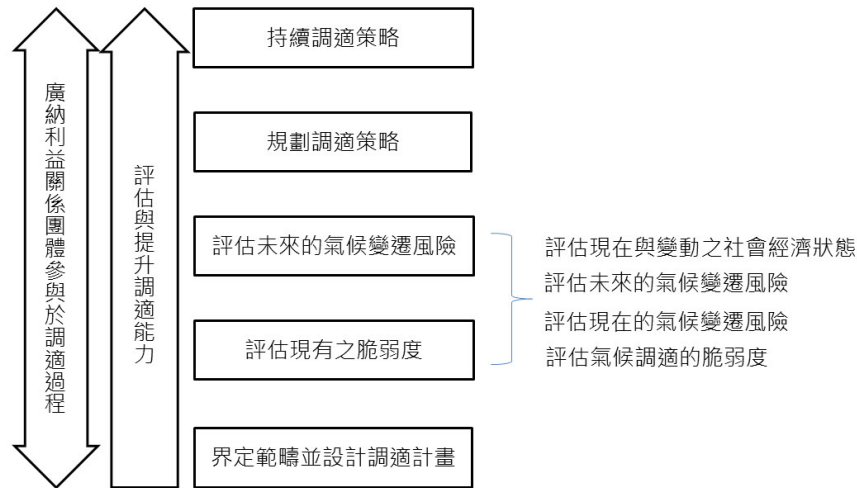 廣納利益關係團體參與於調適過程
評估與提升調適能力
持續調適策略
規劃調適策略
評估未來的氣候變遷風險
評估現有之脆弱度
界定範疇並設計調適計畫
評估現在與變動之社會經濟狀態
評估未來的氣候變遷風險
評估現在的氣候變遷風險
評估氣候調適的脆弱度